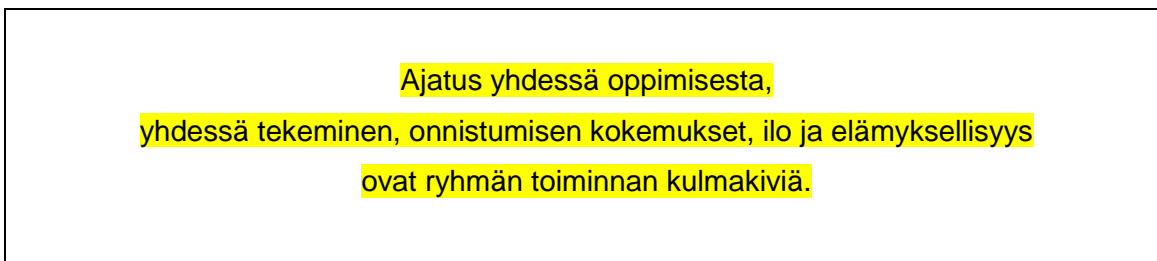 Ajatus yhdessä oppimisesta,
yhdessä tekeminen, onnistumisen kokemukset, ilo ja elämyksellisyys
ovat ryhmän toiminnan kulmakiviä.